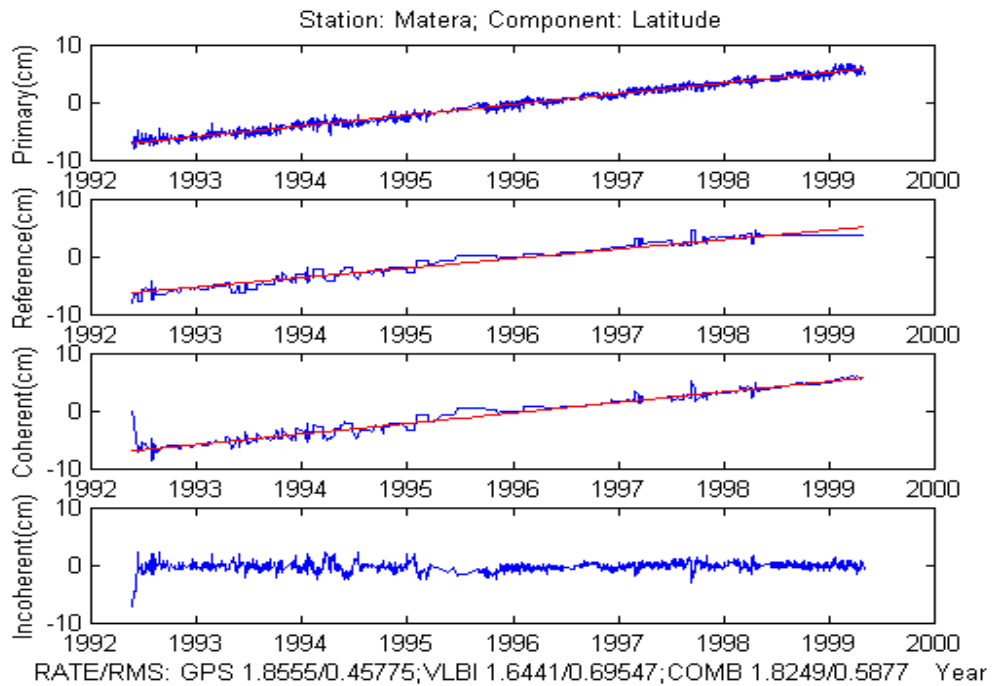 Station: Matera; Component: Latitude
10
0
-10
Primary(cm)
1992 1993 1994 1995 1996 1997 1998 1999 2000
10
0
-10
Reference(cm)
1992 1993 1994 1995 1996 1997 1998 1999 2000
10
0
-10
Coherent(cm)
1992 1993 1994 1995 1996 1997 1998 1999 2000
10
0
-10
Incoherent(cm)
1992 1993 1994 1995 1996 1997 1998 1999 2000
RATE/RMS: GPS 1.8555/0.45775;VLBI 1.6441/0.69547;COMB 1.8249/0.5877 Year